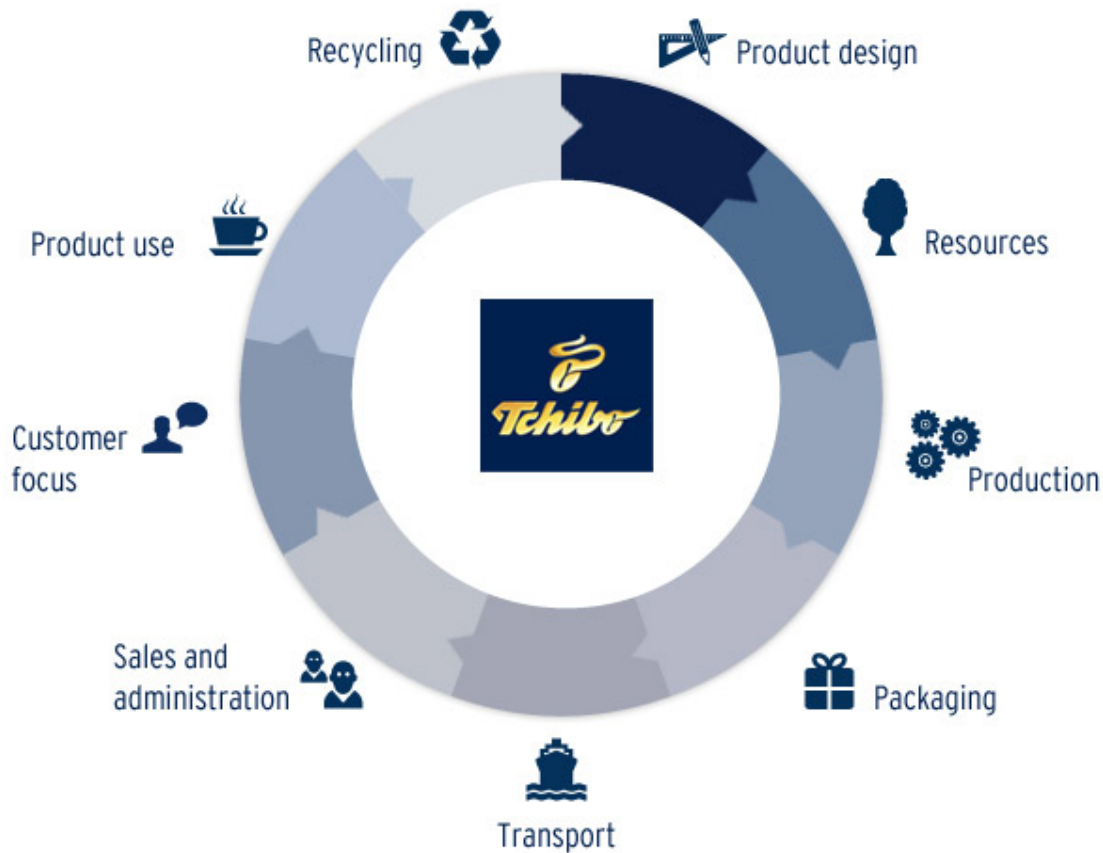 Recycling
Product design
Product use
Resources
Tchibo
Customer
focus
Production
Sales and
administration
Packaging
Transport